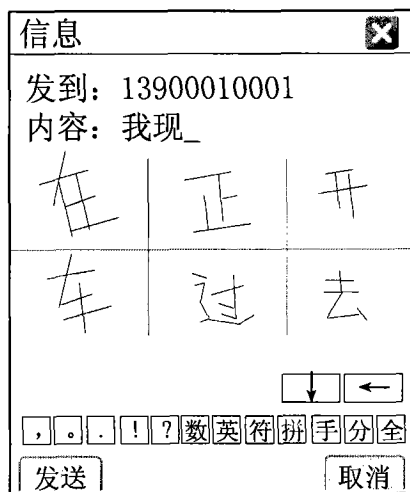 信息
发到：13900010001
内容：我现_
在 正 开
车 过 去
， 。 . ！ ？ 数 英 符 拼 手 分 全
发送 取消